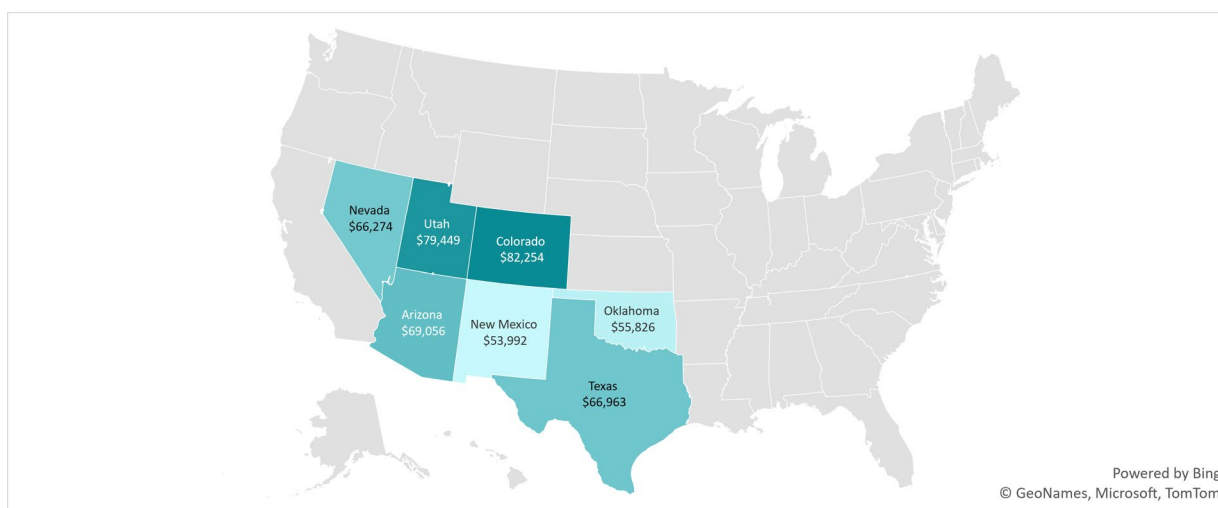 Nevada
$66,274
Utah
$79,449
Colorado
$82,254
Arizona
$69,056
New Mexico
$53,992
Oklahoma
$55,826
Texas
$66,963
Powered by Bing
© GeoNames, Microsoft, TomTom